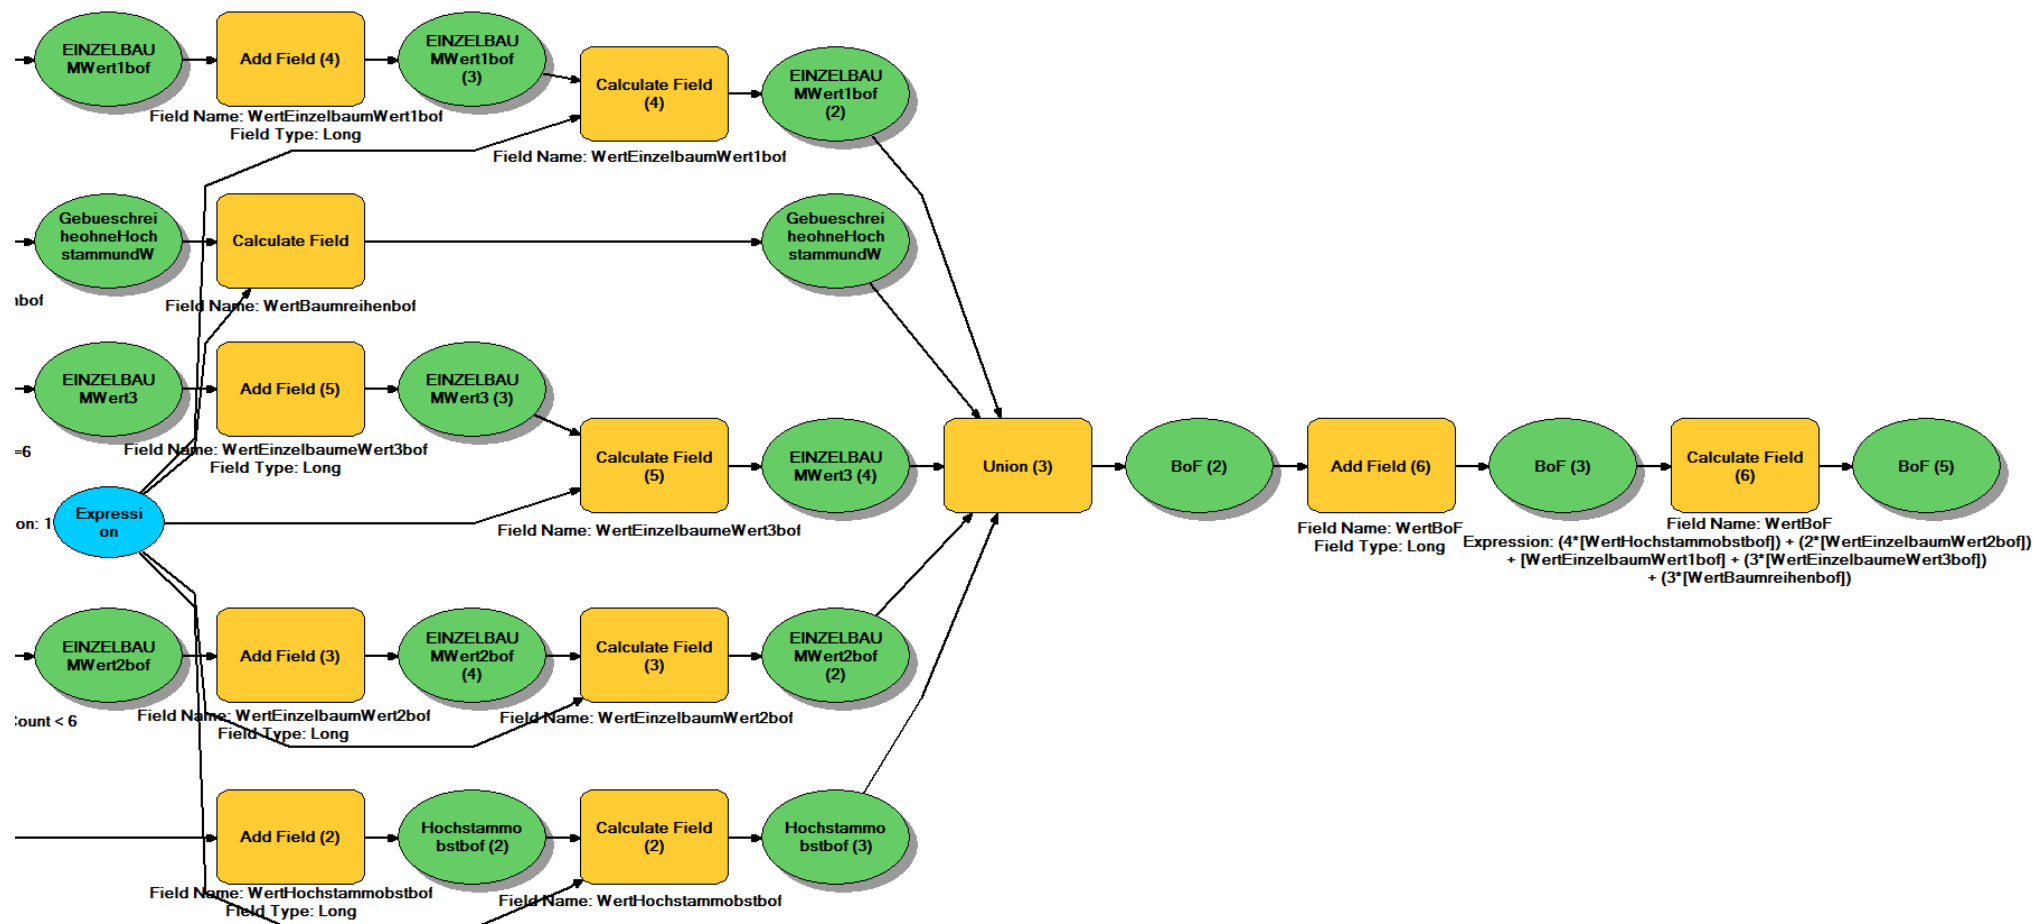 EINZELBAU
MWert1bof
Add Field (4)
EINZELBAU
MWert1bof
(3)
Calculate Field
(4)
EINZELBAU
MWert1bof
(2)
Field Name: WertEinzelbaumWert1bof
Field Type: Long
Field Name: WertEinzelbaumWert1bof
Gebueschrei
heohneHoch
stammundW
Calculate Field
Gebueschrei
heohneHoch
stammundW
nbof
Field Name: WertBaumreihenbof
EINZELBAU
MWert3
Add Field (5)
EINZELBAU
MWert3 (3)
=6
Field Name: WertEinzelbaumeWert3bof
Field Type: Long
Calculate Field
(5)
EINZELBAU
MWert3 (4)
Union (3)
BoF (2)
Add Field (6)
BoF (3)
Calculate Field
(6)
BoF (5)
on: 1
Expressi
on
Field Name: WertEinzelbaumeWert3bof
Field Name: WertBoF
Field Type: Long
Field Name: WertBoF
Expression: (4*[WertHochstammobstbof]) + (2*[WertEinzelbaumWert2bof])
+ [WertEinzelbaumWert1bof] + (3*[WertEinzelbaumeWert3bof])
+ (3*[WertBaumreihenbof])
EINZELBAU
MWert2bof
Add Field (3)
EINZELBAU
MWert2bof
(4)
Calculate Field
(3)
EINZELBAU
MWert2bof
(2)
Count < 6
Field Name: WertEinzelbaumWert2bof
Field Type: Long
Field Name: WertEinzelbaumWert2bof
Add Field (2)
Hochstammo
bstbof (2)
Calculate Field
(2)
Hochstammo
bstbof (3)
Field Name: WertHochstammobstbof
Field Type: Long
Field Name: WertHochstammobstbof